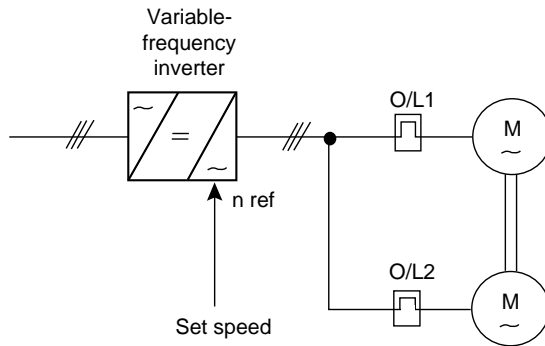 Variable-
frequency
inverter
O/L1
M
~
~
=
~
n ref
O/L2
M
~
Set speed